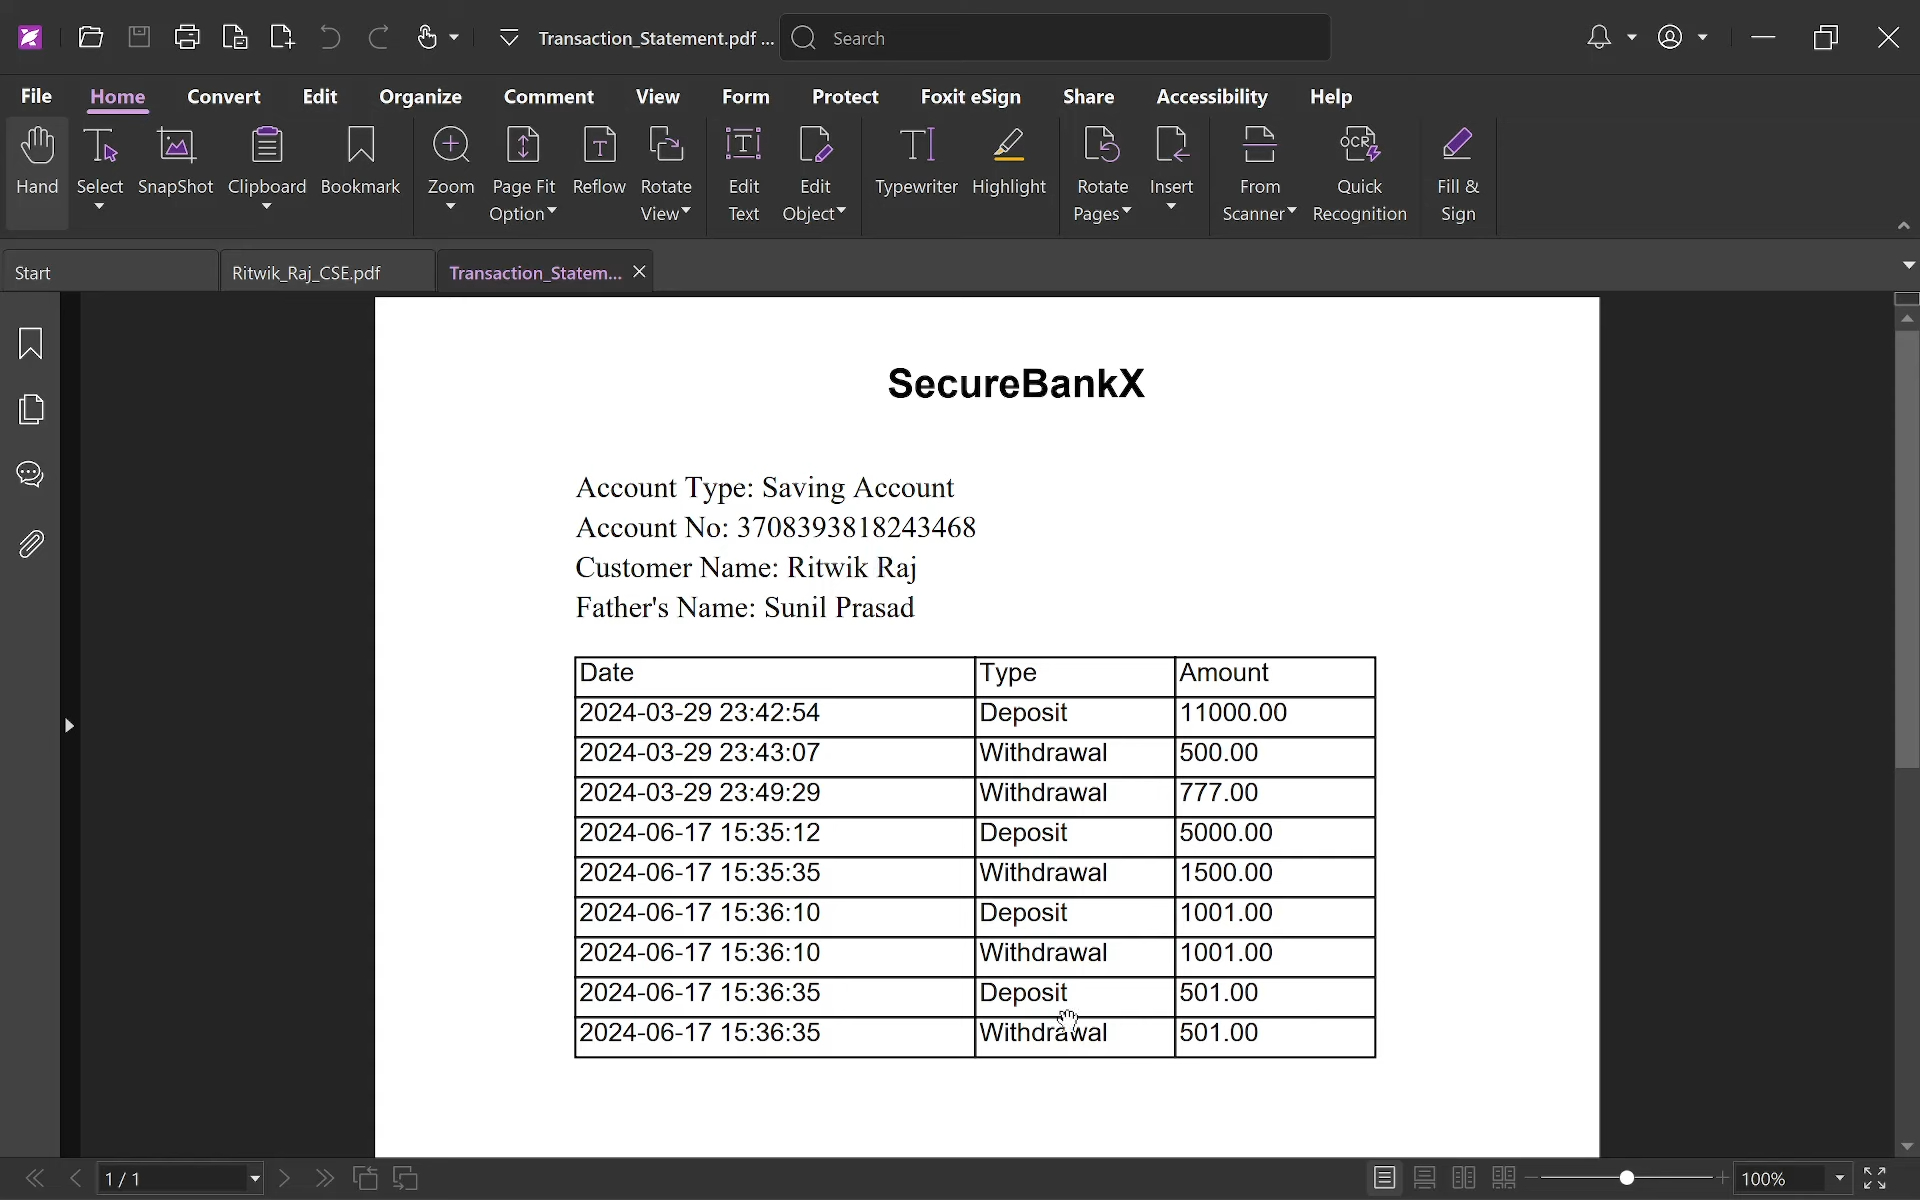 Transaction_Statement.pdf ...
Search
File Home Convert Edit Organize Comment View Form Protect Foxit eSign Share Accessibility Help
Hand
Select
SnapShot
Clipboard
Bookmark
Zoom
Page Fit
Option
Reflow
Rotate
View
Edit
Text
Edit
Object
Typewriter
Highlight
Rotate
Pages
Insert
From
Scanner
OCR
Quick
Recognition
Fill &
Sign
Start
Ritwik_Raj_CSE.pdf
Transaction_Statem...
SecureBankX
Account Type: Saving Account
Account No: 3708393818243468
Customer Name: Ritwik Raj
Father's Name: Sunil Prasad
Date Type Amount
2024-03-29 23:42:54 Deposit 11000.00
2024-03-29 23:43:07 Withdrawal 500.00
2024-03-29 23:49:29 Withdrawal 777.00
2024-06-17 15:35:12 Deposit 5000.00
2024-06-17 15:35:35 Withdrawal 1500.00
2024-06-17 15:36:10 Deposit 1001.00
2024-06-17 15:36:10 Withdrawal 1001.00
2024-06-17 15:36:35 Deposit 501.00
2024-06-17 15:36:35 Withdrawal 501.00
1 / 1
100%